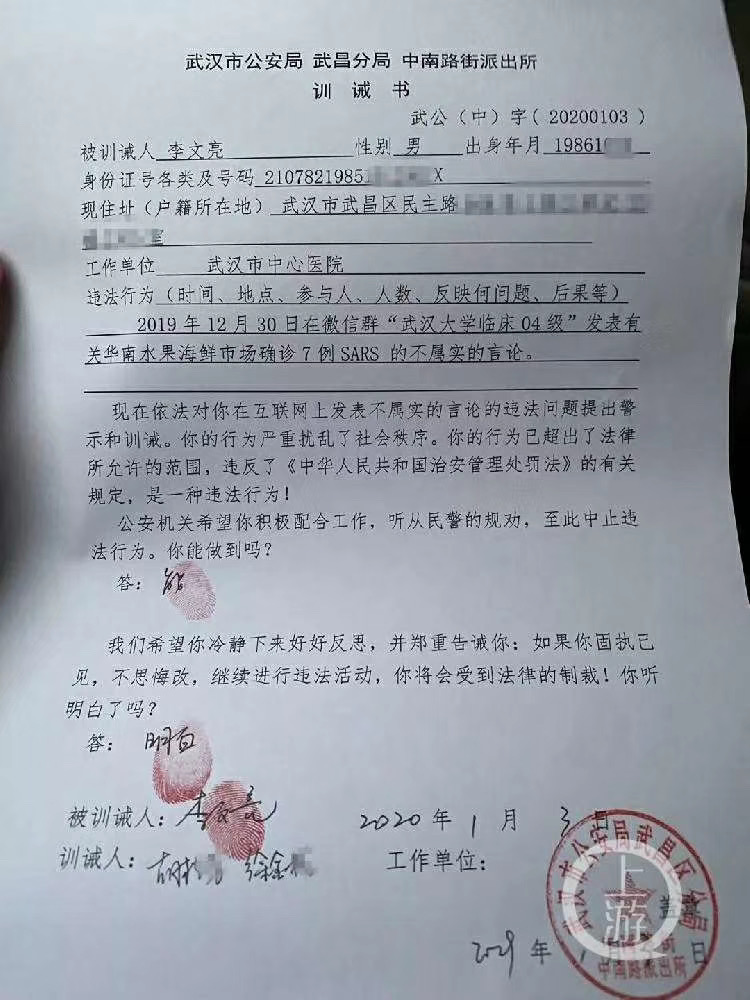 武汉市公安局 武昌分局 中南路街派出所
训 诫 书
武公（中）字（20200103）
被训诫人 李文亮 性别 男 出身年月 19861
身份证号各类及号码 21078219851 X
现住址（户籍所在地） 武汉市武昌区民主路
工作单位 武汉市中心医院
违法行为（时间、地点、参与人、人数、反映何问题、后果等）
2019 年 12 月 30 日在微信群“武汉大学临床 04 级”发表有
关华南水果海鲜市场确诊 7 例 SARS 的不属实的言论。
现在依法对你在互联网上发表不属实的言论的违法问题提出警
示和训诫。你的行为严重扰乱了社会秩序。你的行为已超出了法律
所允许的范围，违反了《中华人民共和国治安管理处罚法》的有关
规定，是一种违法行为！
公安机关希望你积极配合工作，听从民警的规劝，至此中止违
法行为。你能做到吗？
答： 能
我们希望你冷静下来好好反思，并郑重告诫你：如果你固执己
见，不思悔改，继续进行违法活动，你将会受到法律的制裁！你听
明白了吗？
答： 明白
被训诫人：李文亮 2020 年 1 月 3 日
训诫人： 胡 徐金 工作单位：
武汉市公安局武昌区分局
中南路街派出所
上游
年 日